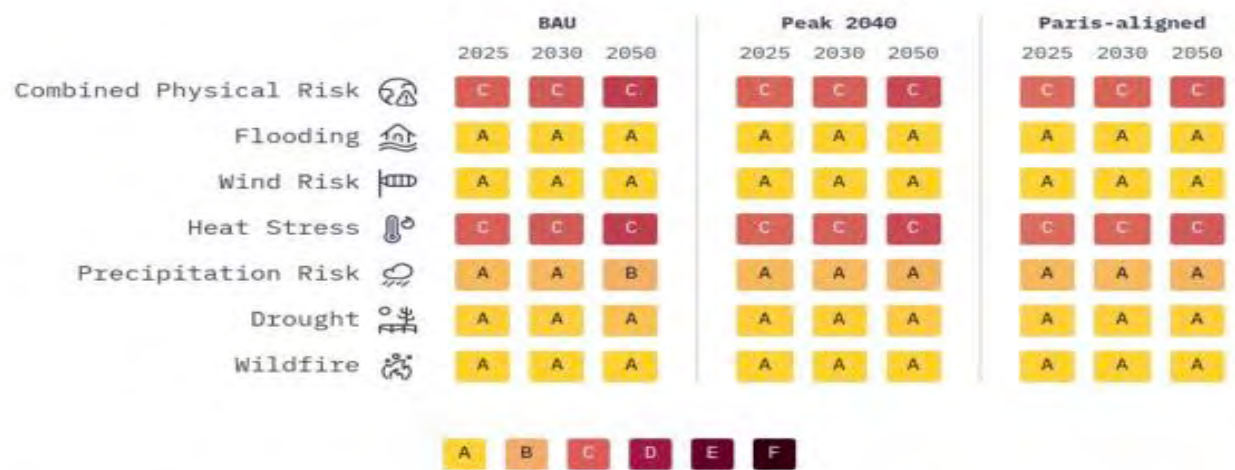 BAU Peak 2040 Paris-aligned
2025 2030 2050 2025 2030 2050 2025 2030 2050
Combined Physical Risk C C C C C C C C C
Flooding A A A A A A A A A
Wind Risk A A A A A A A A A
Heat Stress C C C C C C C C C
Precipitation Risk A A B A A A A A A
Drought A A A A A A A A A
Wildfire A A A A A A A A A
A B C D E F